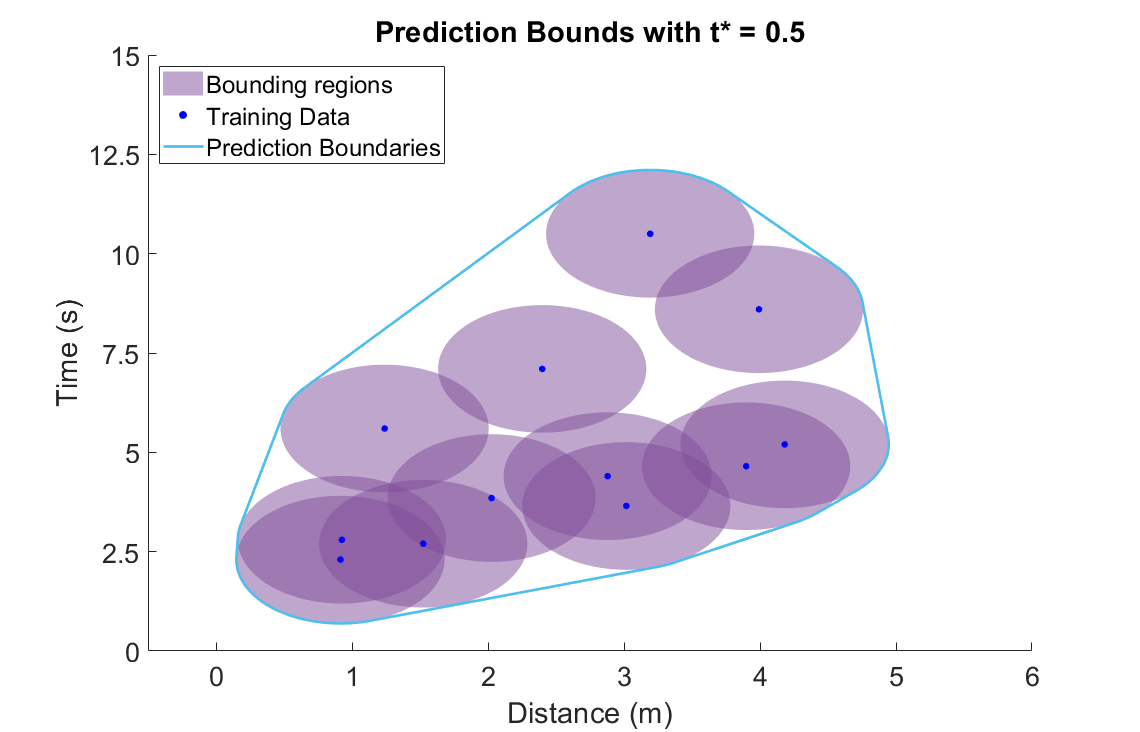 Prediction Bounds with t* = 0.5
15
12.5
10
7.5
5
2.5
0
Time (s)
Bounding regions
Training Data
Prediction Boundaries
0 1 2 3 4 5 6
Distance (m)